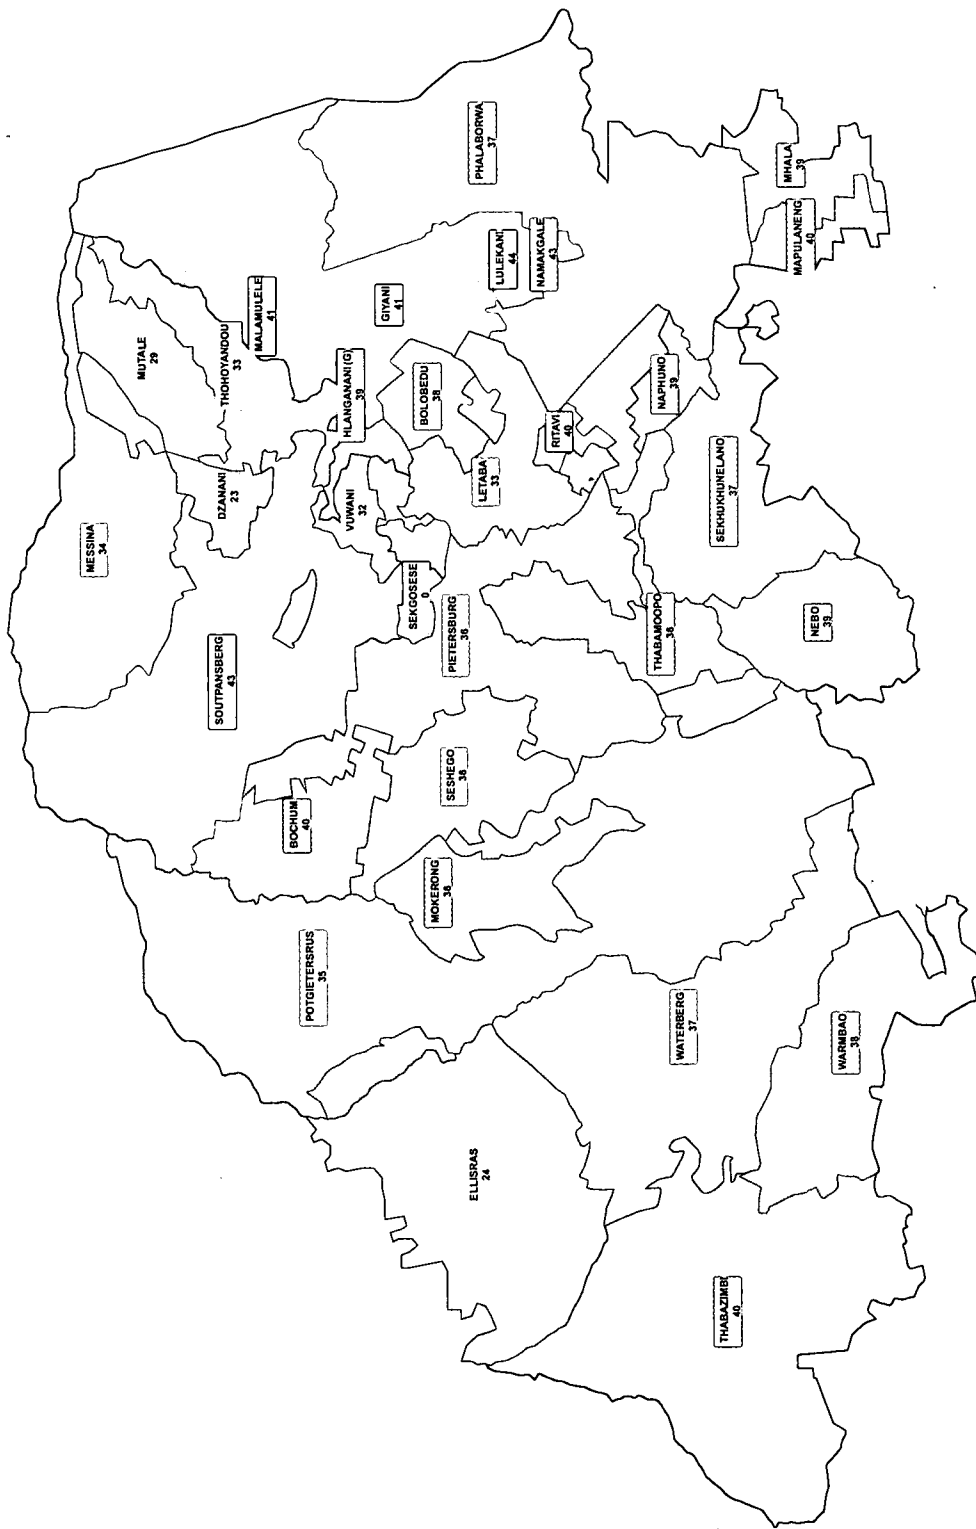 MESSINA
34
MUTALE
29
SOUTPANSBERG
43
DZANANI
23
THOHOYANDOU
33
MALAMULELE
41
BOCHUM
40
POTGIETERSRUS
35
HLANGANANI (G)
39
VUWANI
32
GIYANI
41
SEKGOSESE
0
BOLOBEDU
38
MOKERONG
38
SESHEGO
36
PIETERSBURG
36
ELLISRAS
24
LETABA
33
PHALABORWA
37
LULEKANI
44
NAMAKGALE
43
RITAVI
40
THABAMOOPO
38
NAPHUNO
39
WATERBERG
37
SEKHUKHUNELAND
37
THABAZIMBI
40
MHALA
39
MAPULANENG
40
NEBO
39
WARMBAD
38